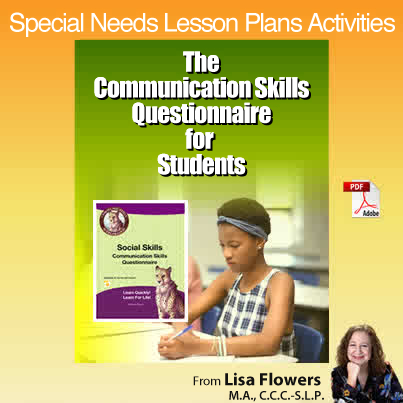 Special Needs Lesson Plans Activities
The
Communication Skills
Questionnaire
for
Students
Social Skills
Communication Skills
Questionnaire
Learn Quickly!
Learn For Life!
PDF
Adobe
From Lisa Flowers
M.A., C.C.C.-S.L.P.